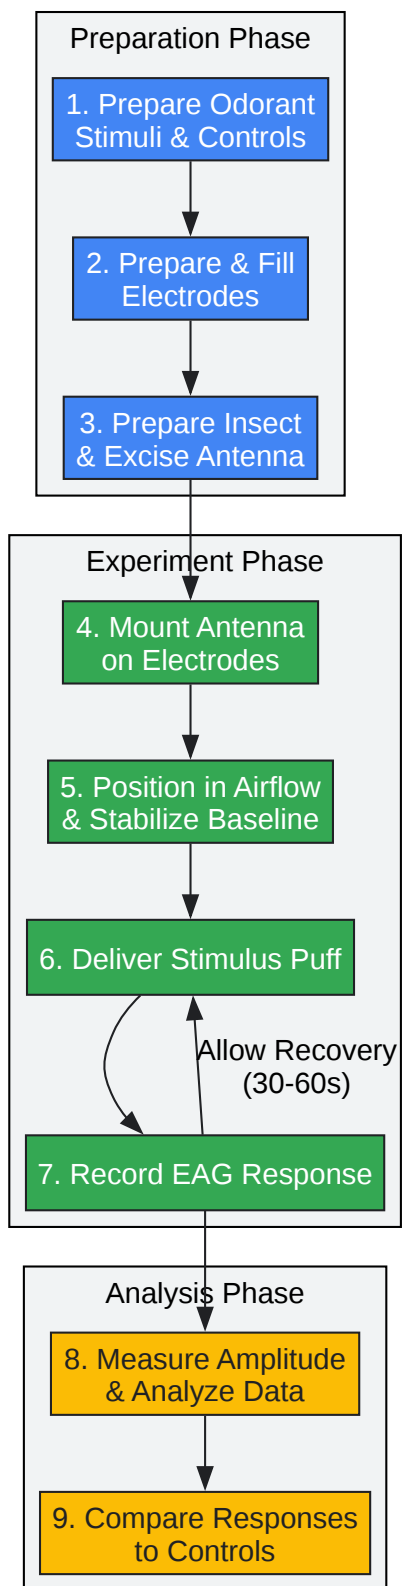 Preparation Phase
1. Prepare Odorant
Stimuli & Controls
2. Prepare & Fill
Electrodes
3. Prepare Insect
& Excise Antenna
Experiment Phase
4. Mount Antenna
on Electrodes
5. Position in Airflow
& Stabilize Baseline
6. Deliver Stimulus Puff
Allow Recovery
(30-60s)
7. Record EAG Response
Analysis Phase
8. Measure Amplitude
& Analyze Data
9. Compare Responses
to Controls